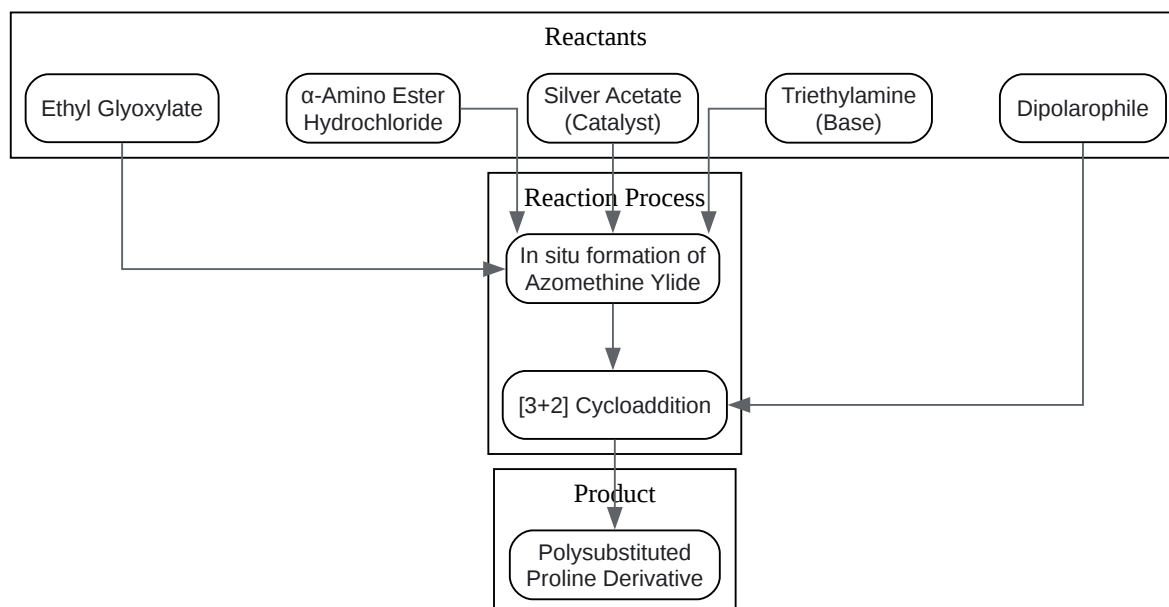 Reactants
Ethyl Glyoxylate
α-Amino Ester
Hydrochloride
Silver Acetate
(Catalyst)
Triethylamine
(Base)
Dipolarophile
Reaction Process
In situ formation of
Azomethine Ylide
[3+2] Cycloaddition
Product
Polysubstituted
Proline Derivative